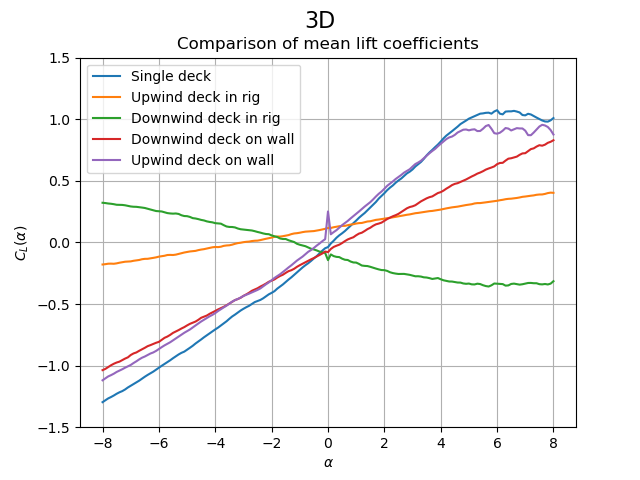 3D
Comparison of mean lift coefficients
1.5
1.0
0.5
0.0
−0.5
−1.0
−1.5
C_L(α)
Single deck
Upwind deck in rig
Downwind deck in rig
Downwind deck on wall
Upwind deck on wall
−8 −6 −4 −2 0 2 4 6 8
α